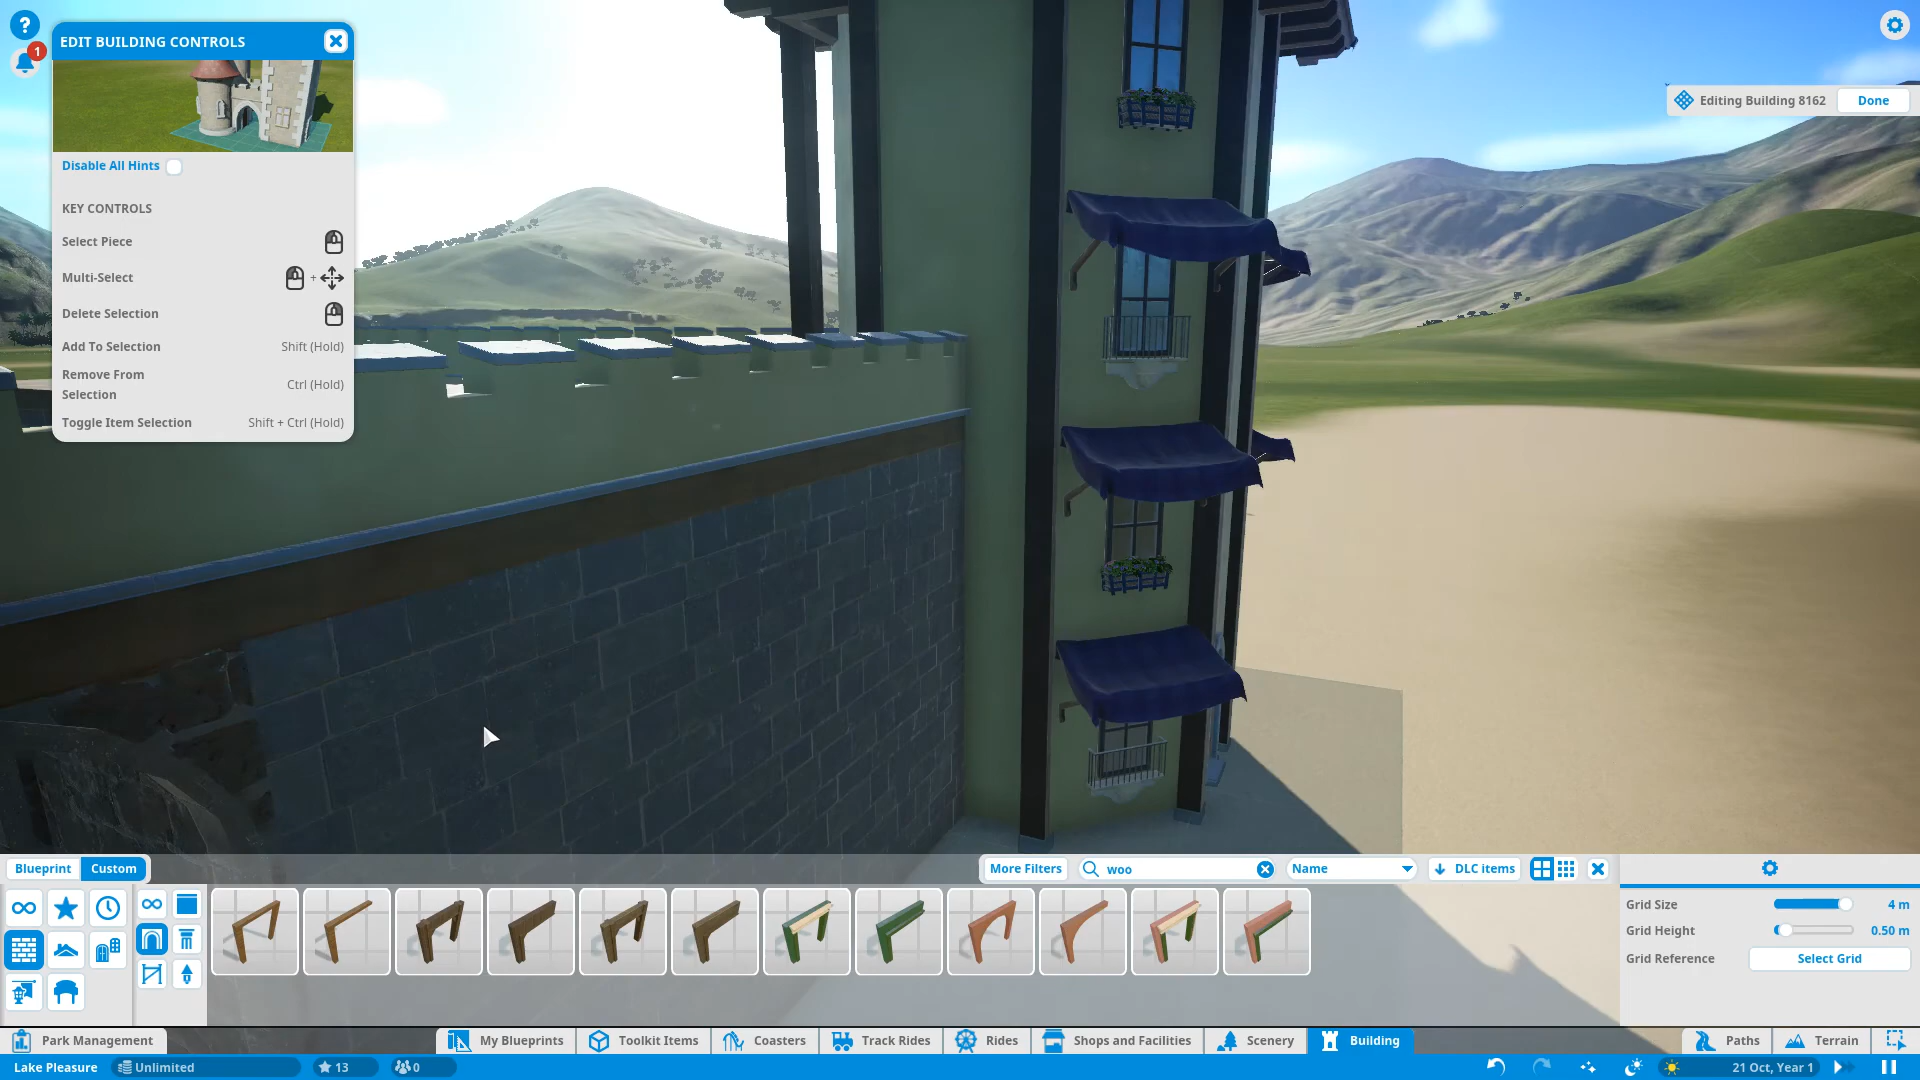 ?
1
EDIT BUILDING CONTROLS
Disable All Hints
KEY CONTROLS
Select Piece
Multi-Select +
Delete Selection
Add To Selection Shift (Hold)
Remove From
Selection Ctrl (Hold)
Toggle Item Selection Shift + Ctrl (Hold)
Editing Building 8162 Done
Blueprint Custom
More Filters woo Name DLC items
Grid Size 4 m
Grid Height 0.50 m
Grid Reference Select Grid
Park Management My Blueprints Toolkit Items Coasters Track Rides Rides Shops and Facilities Scenery Building Paths Terrain
Lake Pleasure Unlimited 13 0 21 Oct, Year 1